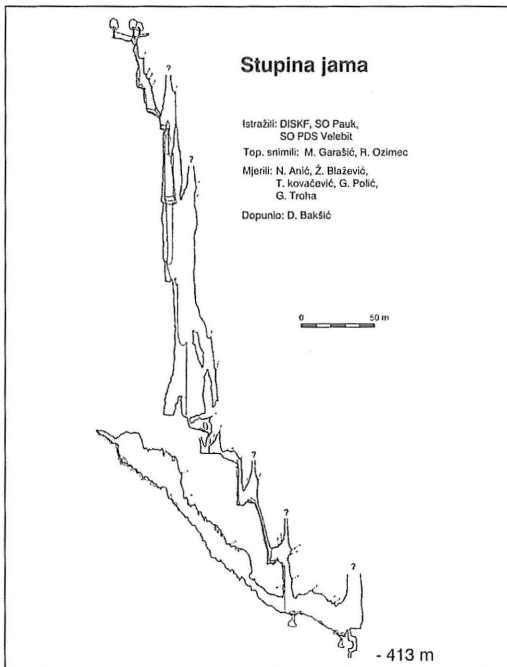 Stupina jama
Istražili: DISKF, SO Pauk,
SO PDS Velebit
Top. snimili: M. Garašić, R. Ozimec
Mjerili: N. Anić, Ž. Blažević,
T. kovačević, G. Polić,
G. Troha
Dopunio: D. Bakšić
0 50 m
?
?
?
?
?
- 413 m